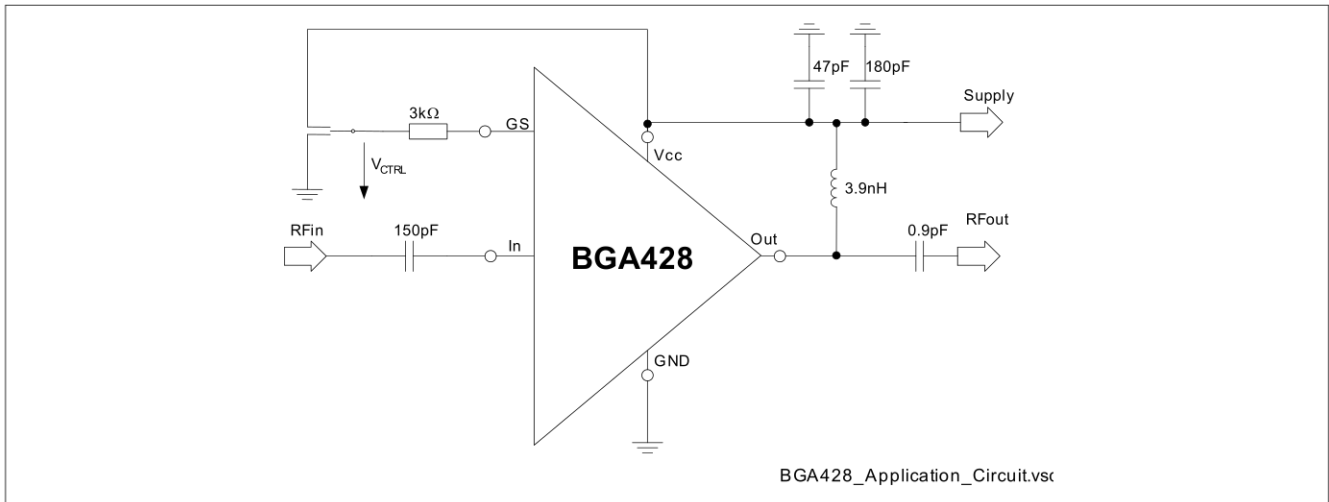 47pF
180pF
Supply
3kΩ
GS
Vcc
VCTRL
3.9nH
RFin
150pF
In
BGA428
Out
0.9pF
RFout
GND
BGA428_Application_Circuit.vsd